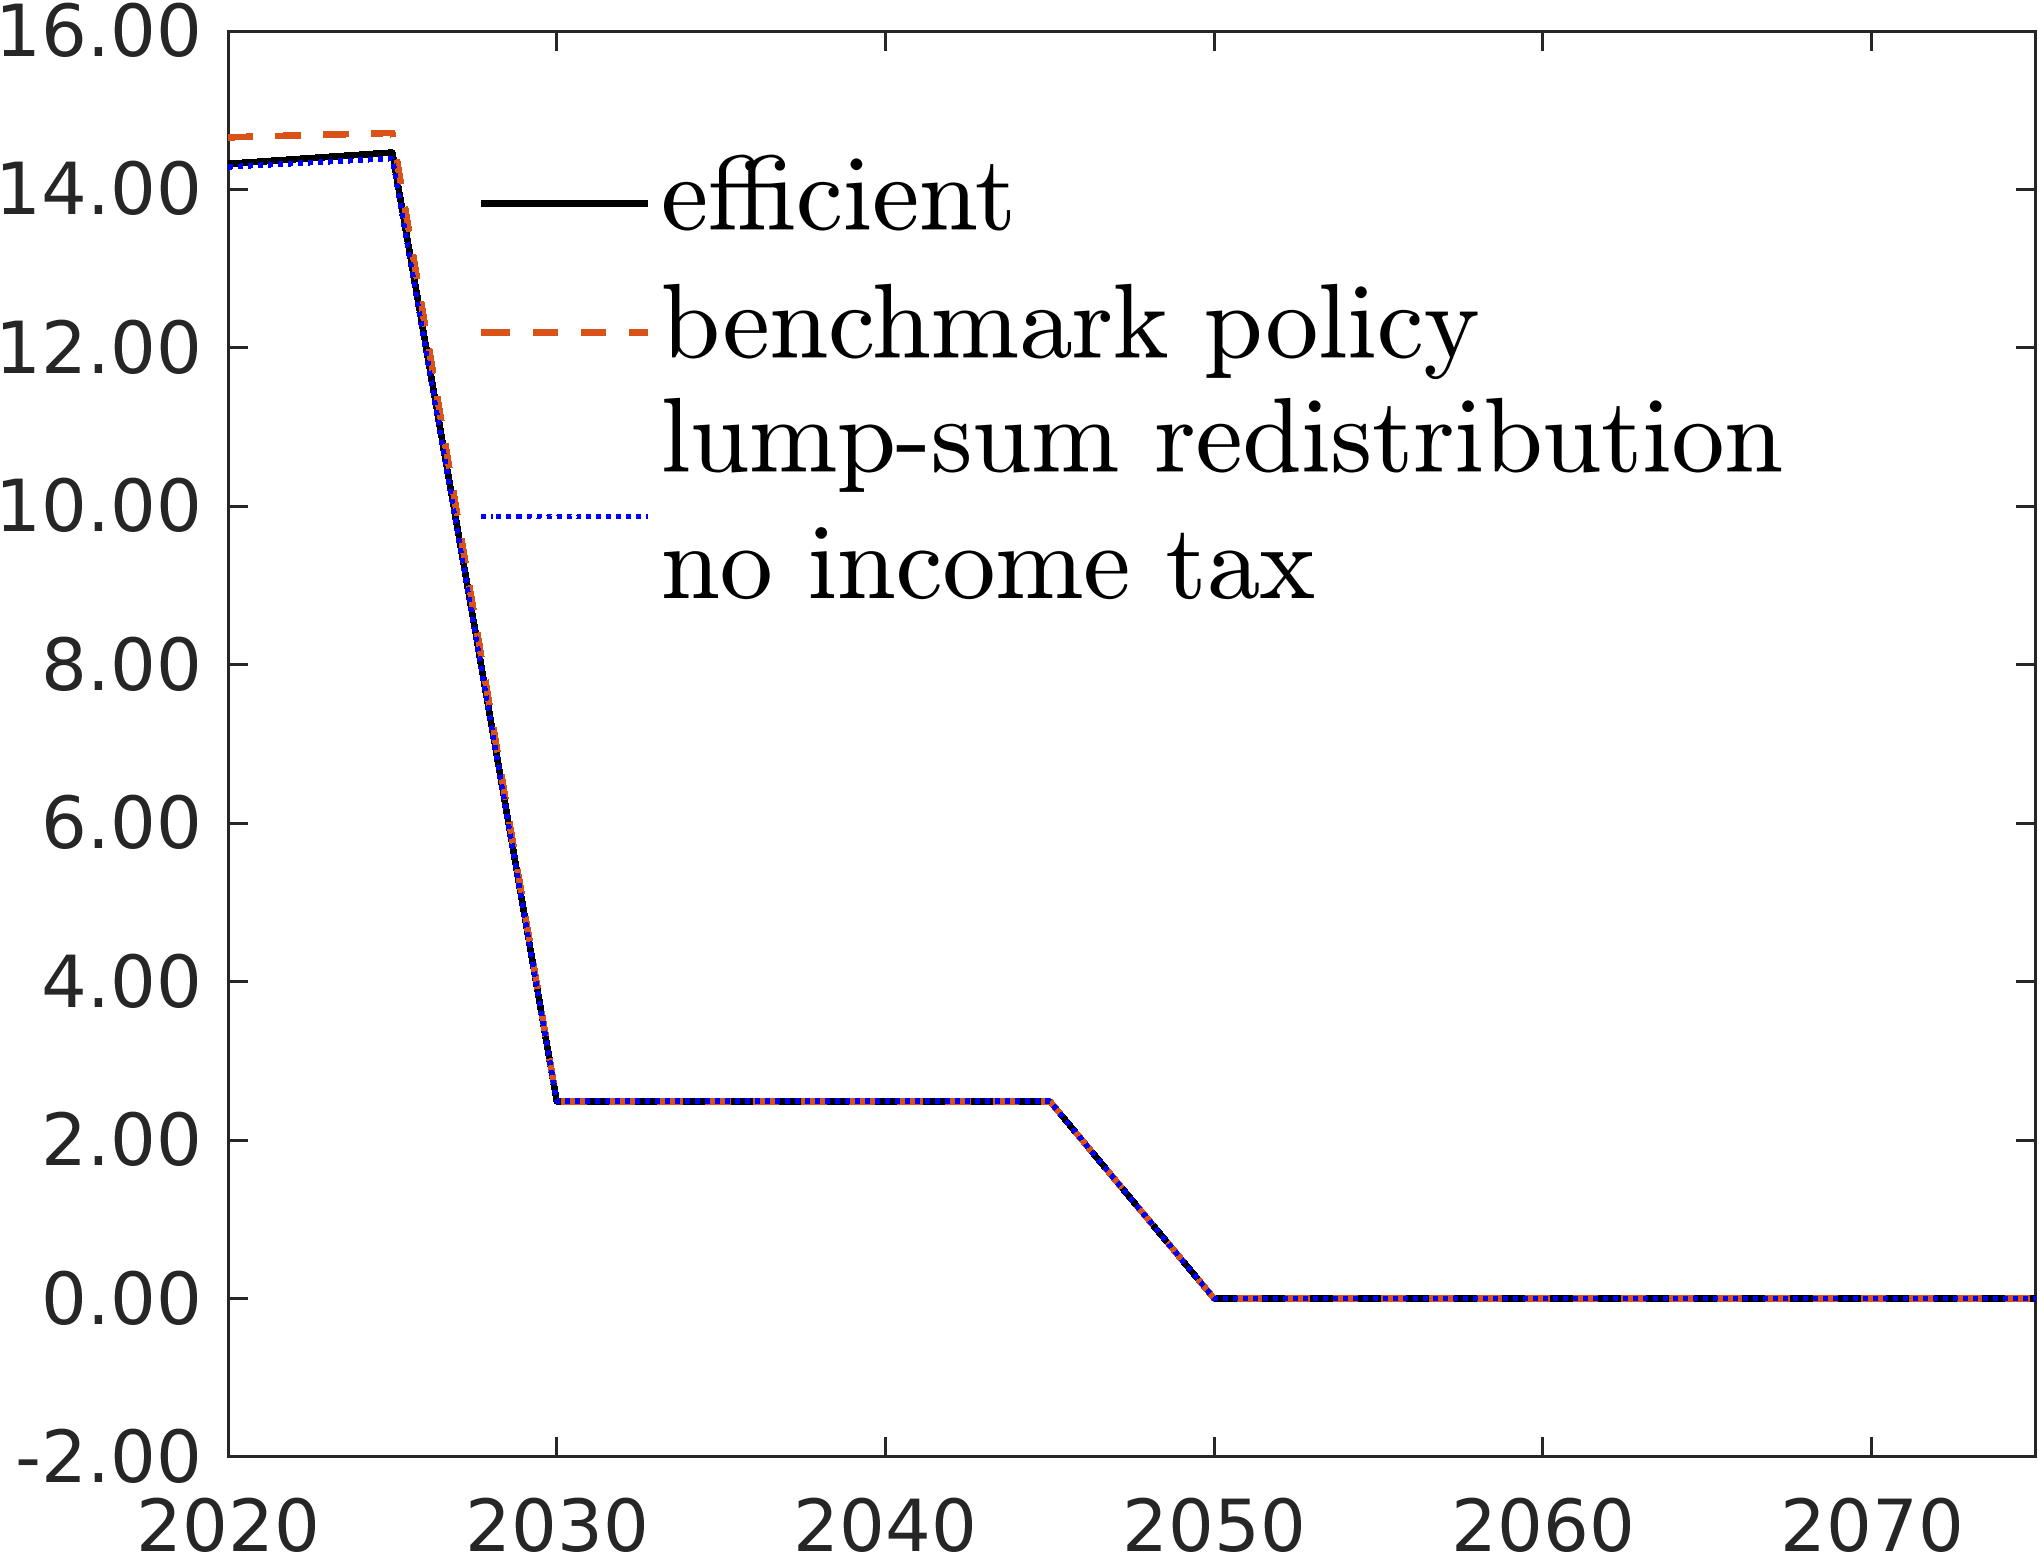 16.00
14.00
12.00
10.00
8.00
6.00
4.00
2.00
0.00
-2.00
efficient
benchmark policy
lump-sum redistribution
no income tax
2020 2030 2040 2050 2060 2070